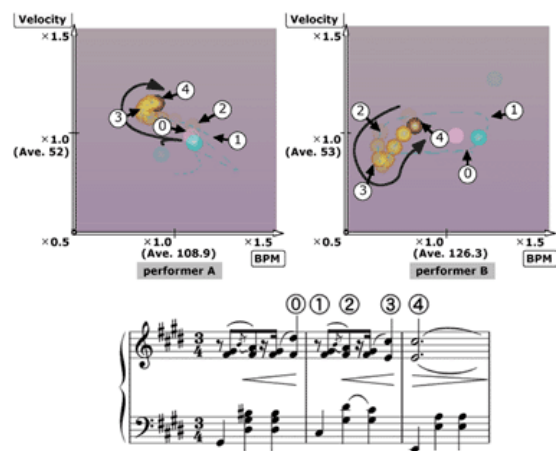 Velocity
×1.5
4
3
0
2
1
×1.0
(Ave. 52)
×0.5
×1.0
×1.5
(Ave. 108.9)
BPM
performer A
Velocity
×1.5
2
1
×1.0
4
(Ave. 53)
0
3
×0.5
×1.0
×1.5
(Ave. 126.3)
BPM
performer B
⓪ ① ② ③ ④
3
4
3
4